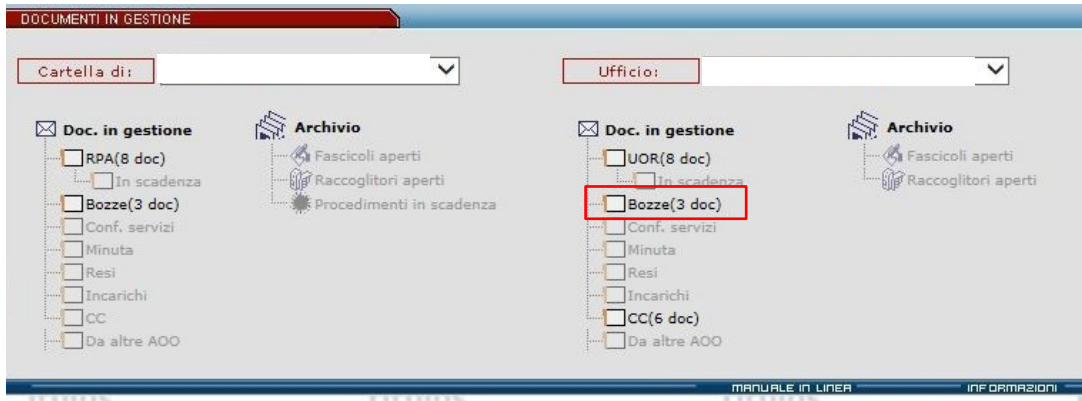 DOCUMENTI IN GESTIONE
Cartella di:
Doc. in gestione
RPA(8 doc)
In scadenza
Bozze(3 doc)
Conf. servizi
Minuta
Resi
Incarichi
CC
Da altre AOO
Archivio
Fascicoli aperti
Raccoglitori aperti
Procedimenti in scadenza
Ufficio:
Doc. in gestione
UOR(8 doc)
In scadenza
Bozze(3 doc)
Conf. servizi
Minuta
Resi
Incarichi
CC(6 doc)
Da altre AOO
Archivio
Fascicoli aperti
Raccoglitori aperti
MANUALE IN LINEA
INFORMAZIONI